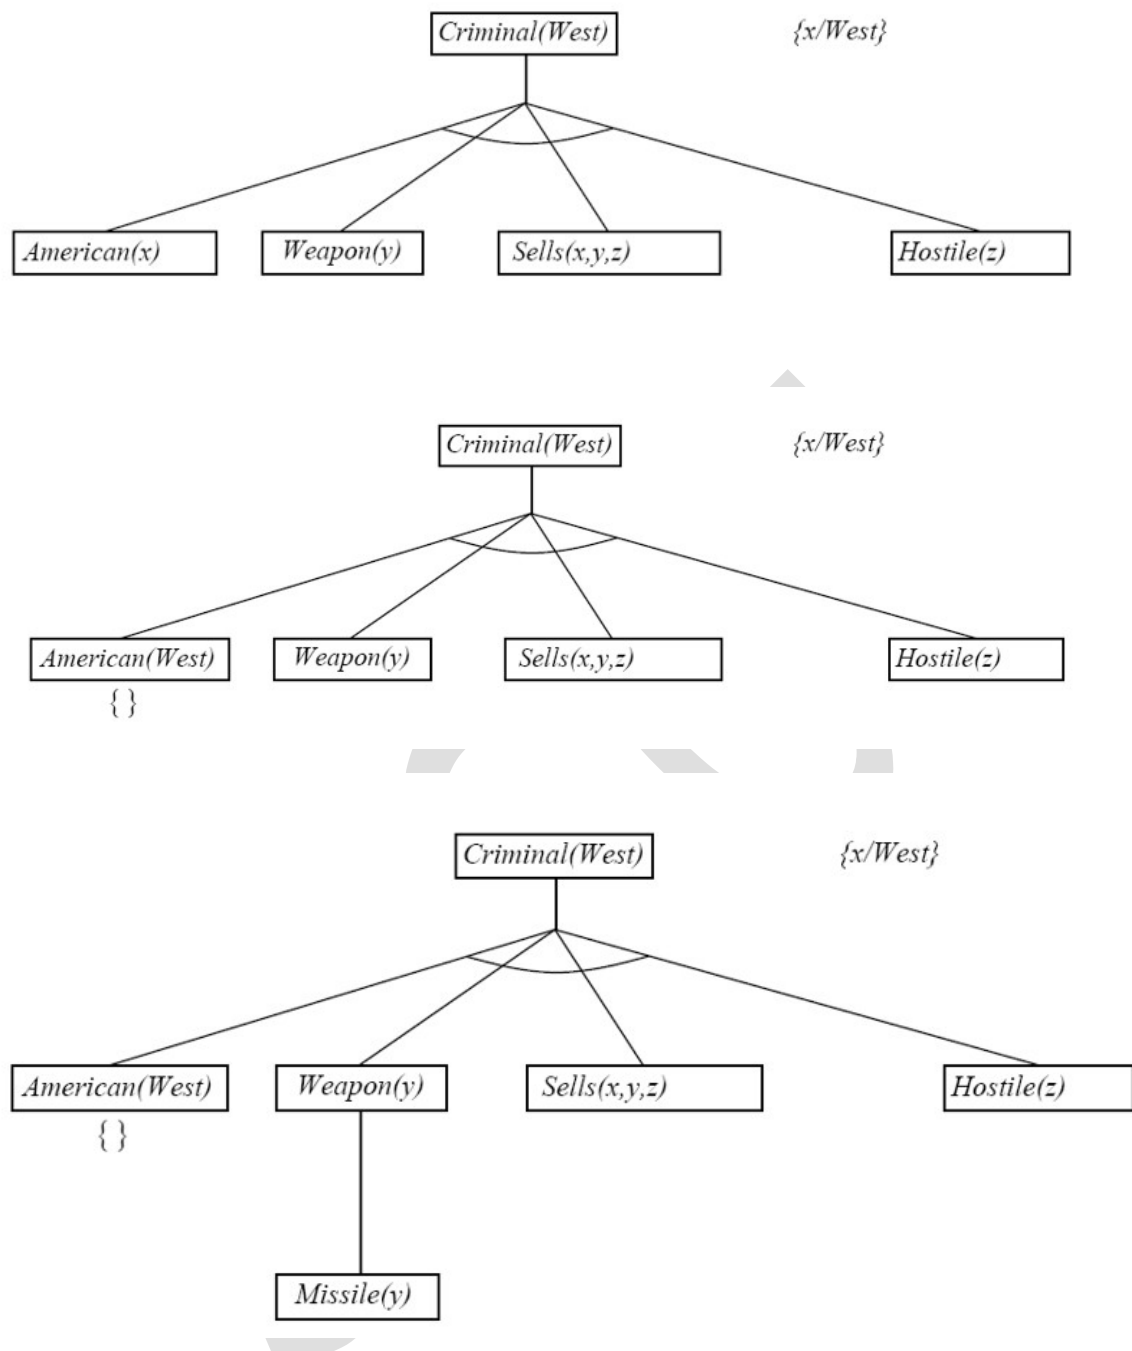 Criminal(West) {x/West}
American(x) Weapon(y) Sells(x,y,z) Hostile(z)
Criminal(West) {x/West}
American(West) Weapon(y) Sells(x,y,z) Hostile(z)
{ }
Criminal(West) {x/West}
American(West) Weapon(y) Sells(x,y,z) Hostile(z)
{ }
Missile(y)